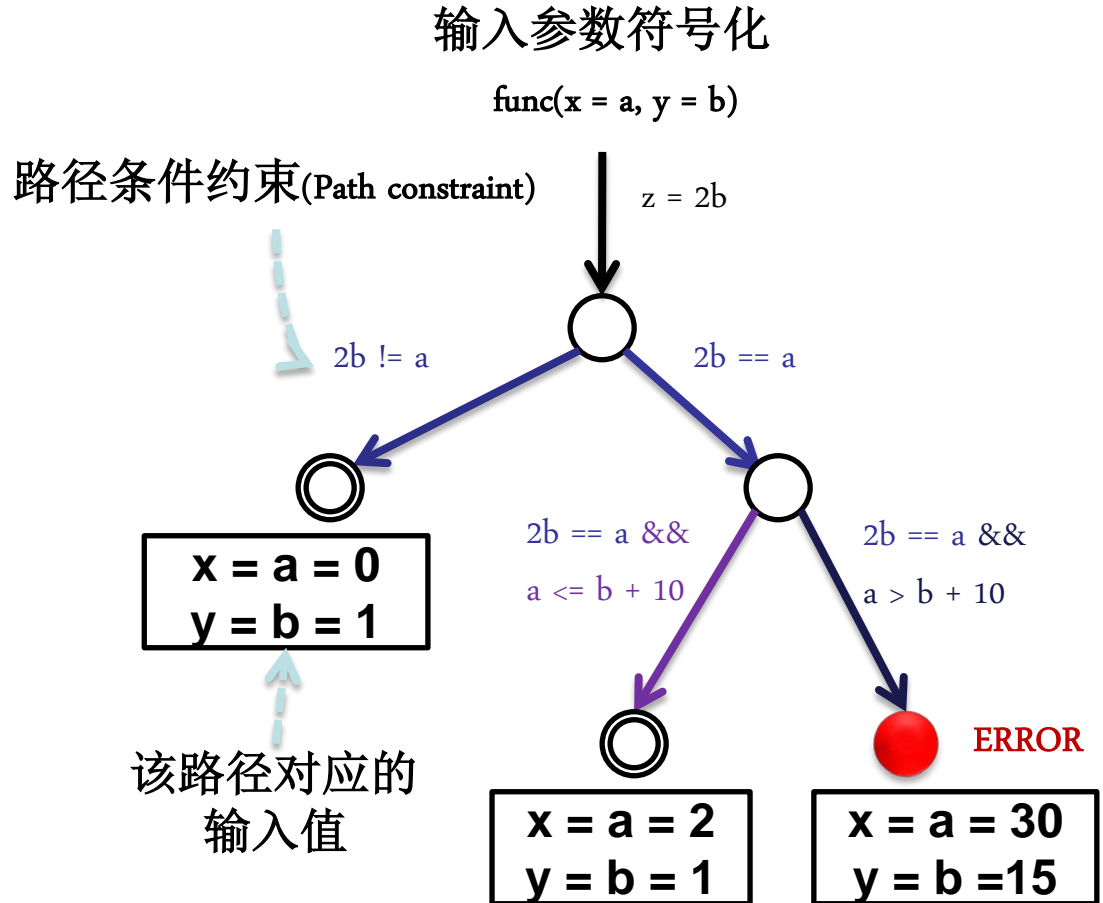 输入参数符号化
func(x = a, y = b)
路径条件约束(Path constraint)
z = 2b
2b != a
2b == a
x = a = 0
y = b = 1
2b == a &&
a <= b + 10
2b == a &&
a > b + 10
该路径对应的
输入值
ERROR
x = a = 2
y = b = 1
x = a = 30
y = b =15